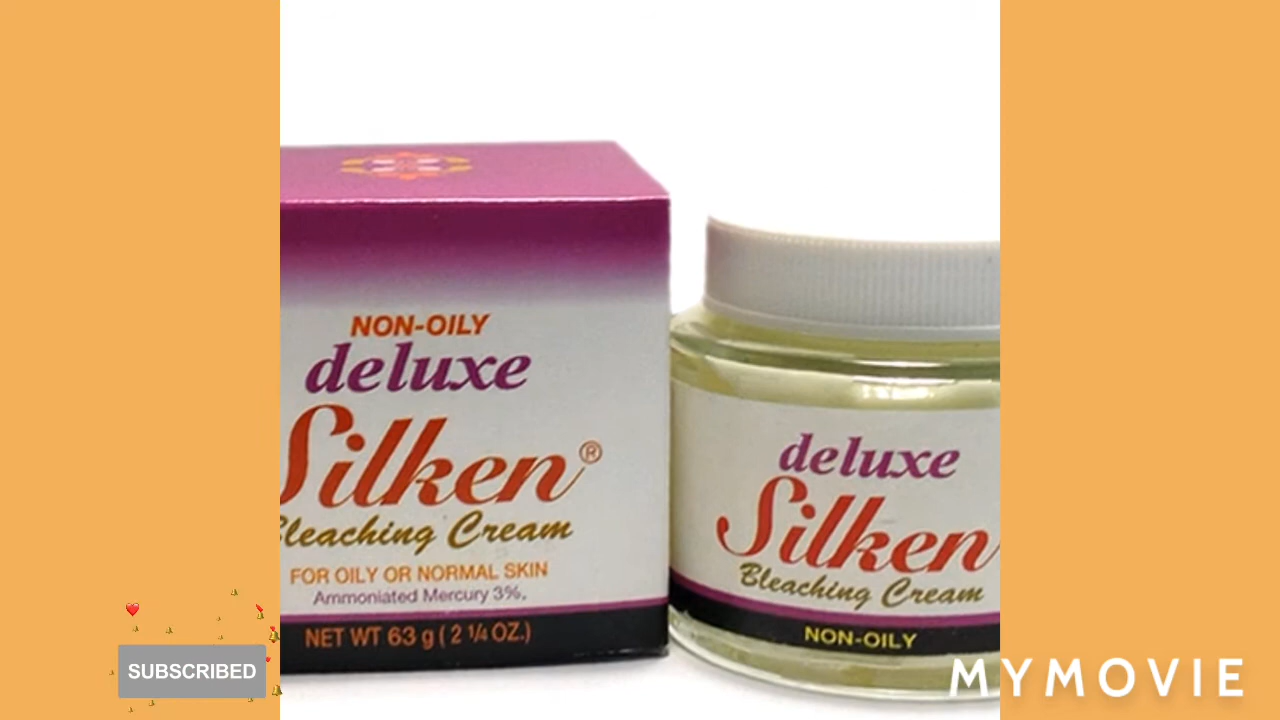 NON-OILY
deluxe
Silken®
Bleaching Cream
FOR OILY OR NORMAL SKIN
Ammoniated Mercury 3%.
NET WT 63 g ( 2 1/4 OZ.)
deluxe
Silken
Bleaching Cream
NON-OILY
SUBSCRIBED
MYMOVIE